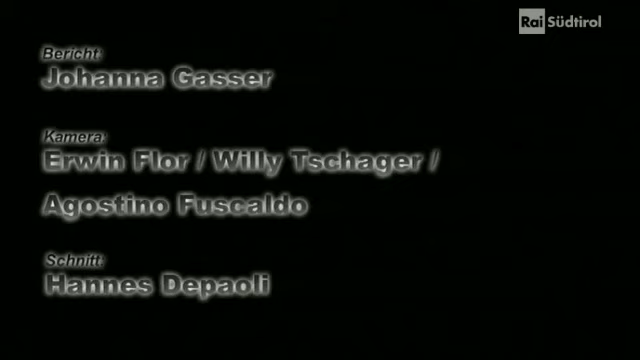 Rai Südtirol
Bericht:
Johanna Gasser
Kamera:
Erwin Flor / Willy Tschager /
Agostino Fuscaldo
Schnitt:
Hannes Depaoli